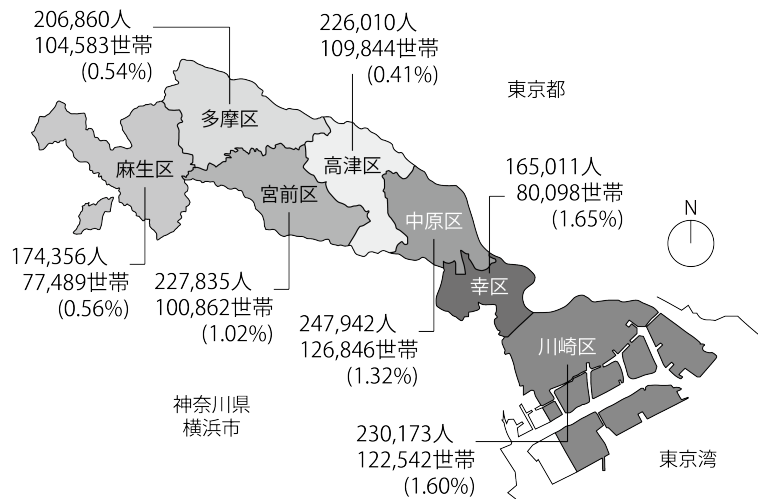 206,860人
104,583世帯
(0.54%)
226,010人
109,844世帯
(0.41%)
東京都
多摩区
麻生区
高津区
宮前区
165,011人
80,098世帯
(1.65%)
中原区
N
174,356人
77,489世帯
(0.56%)
227,835人
100,862世帯
(1.02%)
幸区
247,942人
126,846世帯
(1.32%)
川崎区
神奈川県
横浜市
230,173人
122,542世帯
(1.60%)
東京湾